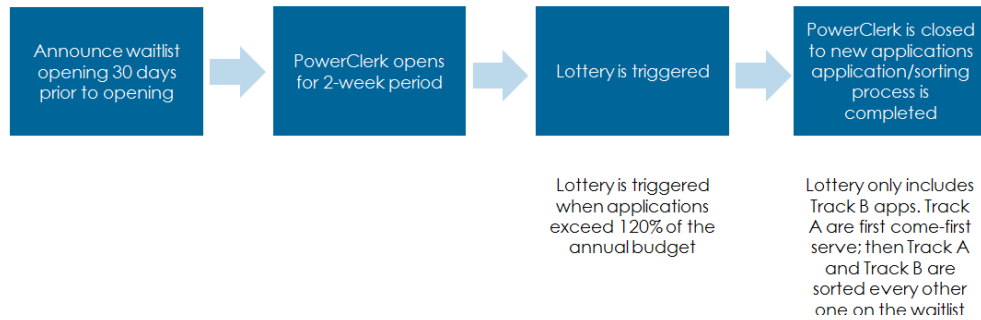 Announce waitlist
opening 30 days
prior to opening
PowerClerk opens
for 2-week period
Lottery is triggered
PowerClerk is closed
to new applications
application/sorting
process is
completed
Lottery is triggered
when applications
exceed 120% of the
annual budget
Lottery only includes
Track B apps. Track
A are first come-first
serve; then Track A
and Track B are
sorted every other
one on the waitlist